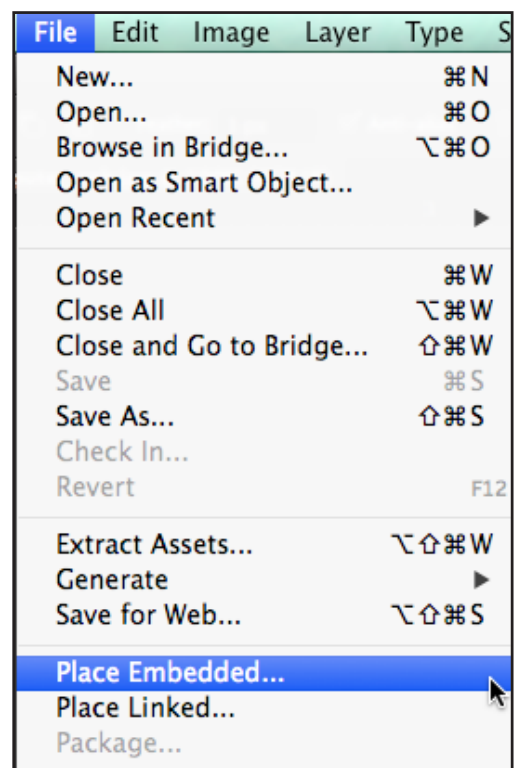 File Edit Image Layer Type S
New... ⌘N
Open... ⌘O
Browse in Bridge... ⌥⌘O
Open as Smart Object...
Open Recent ▶
Close ⌘W
Close All ⌥⌘W
Close and Go to Bridge... ⇧⌘W
Save ⌘S
Save As... ⇧⌘S
Check In...
Revert F12
Extract Assets... ⌥⇧⌘W
Generate ▶
Save for Web... ⌥⇧⌘S
Place Embedded...
Place Linked...
Package...